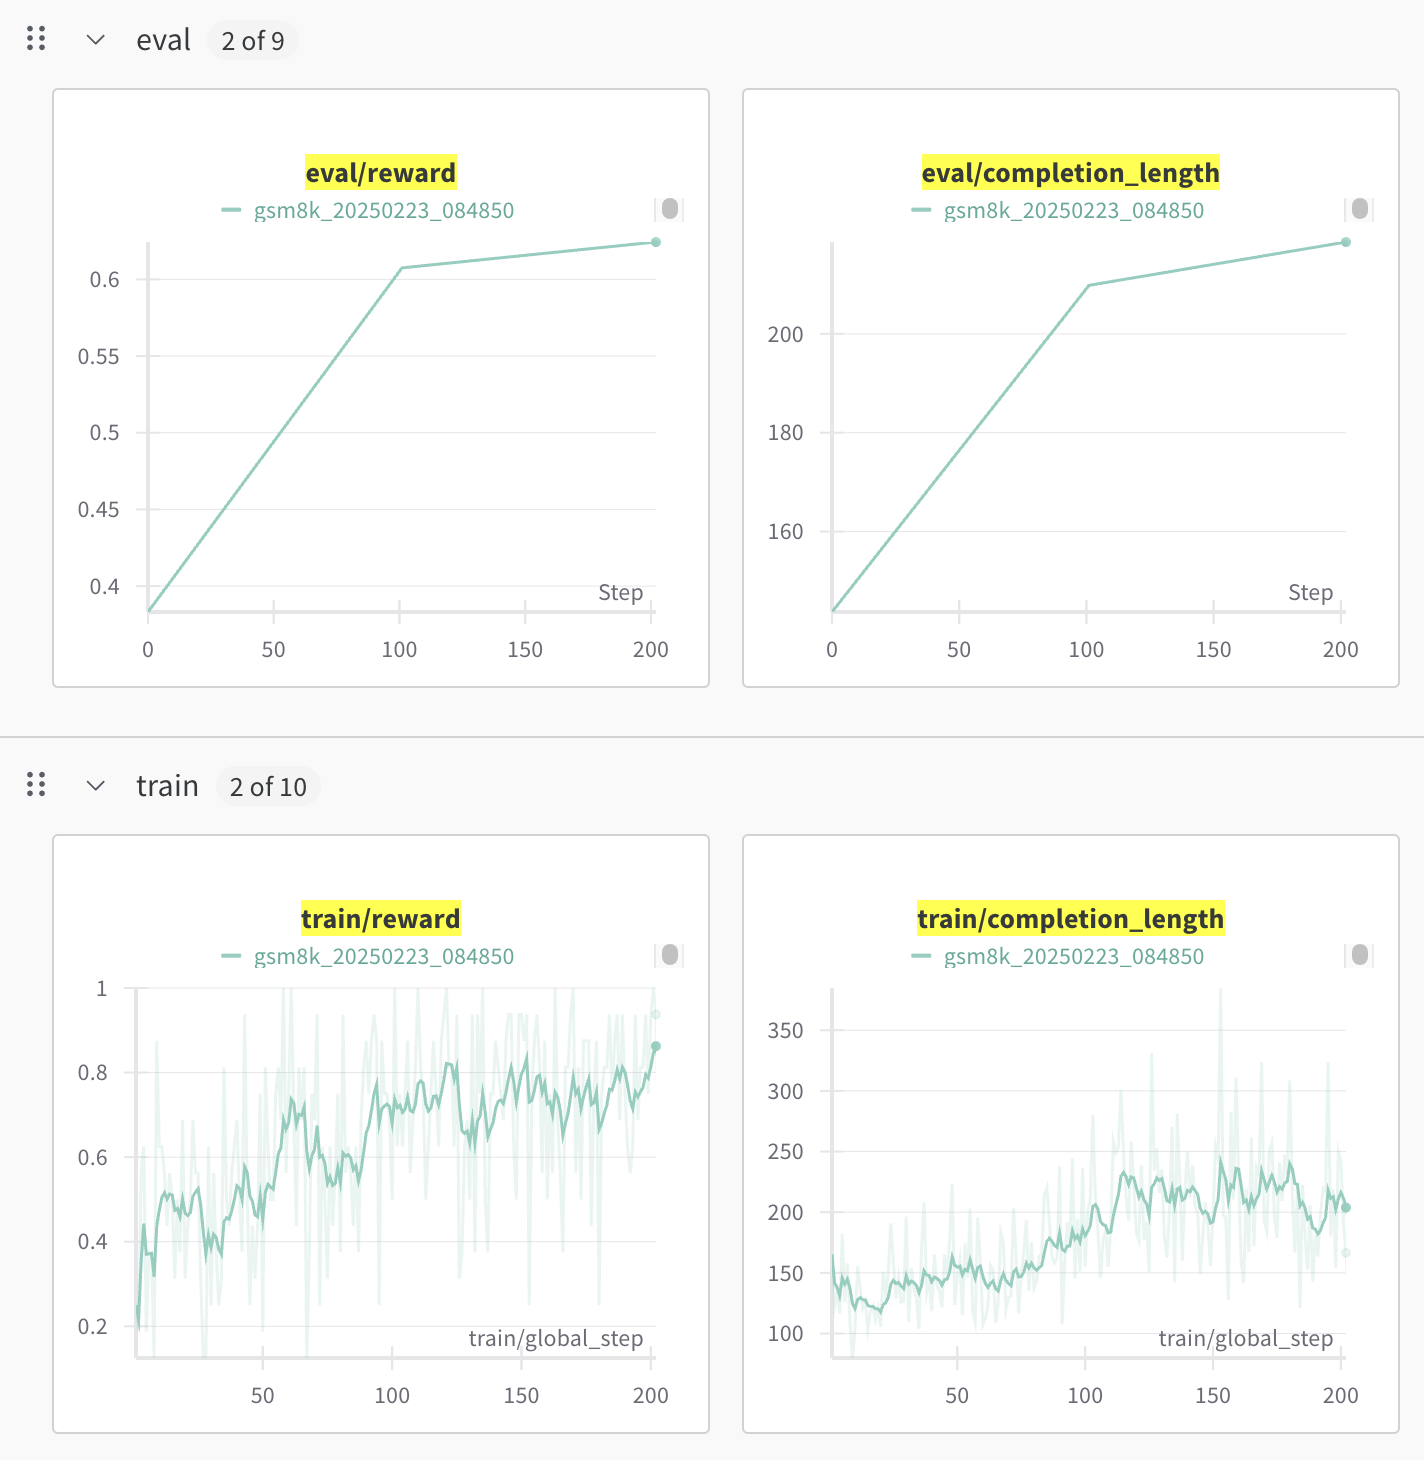 eval 2 of 9
eval/reward
gsm8k_20250223_084850
0.6
0.55
0.5
0.45
0.4
Step
0 50 100 150 200
eval/completion_length
gsm8k_20250223_084850
200
180
160
Step
0 50 100 150 200
train 2 of 10
train/reward
gsm8k_20250223_084850
1
0.8
0.6
0.4
0.2
train/global_step
50 100 150 200
train/completion_length
gsm8k_20250223_084850
350
300
250
200
150
100
train/global_step
50 100 150 200